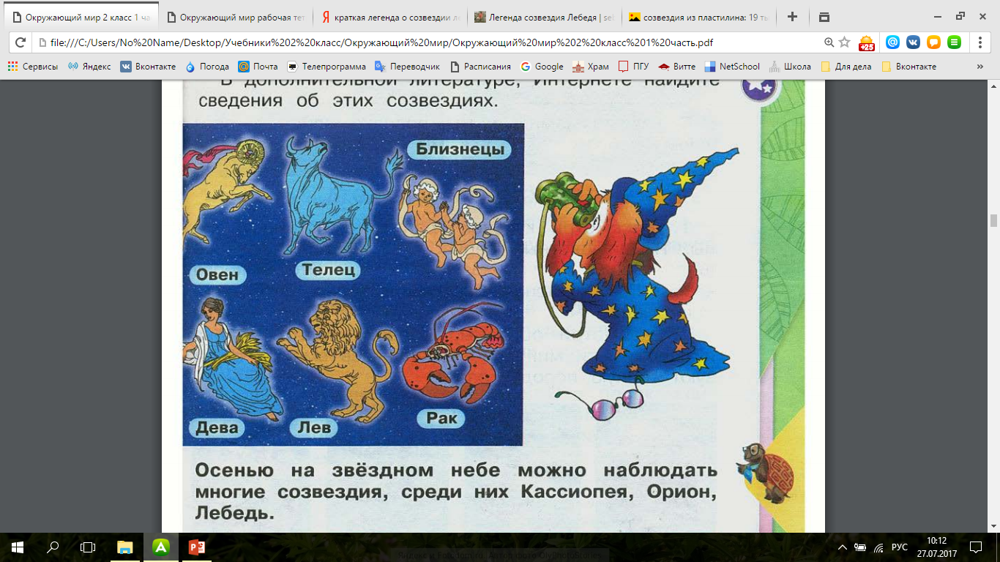 Окружающий мир 2 класс 1 ча
Окружающий мир рабочая тет
краткая легенда о созвездии ле
Легенда созвездия Лебедя | sel
созвездия из пластилина: 19 ты
file:///C:/Users/No%20Name/Desktop/Учебники%202%20класс/Окружающий%20мир/Окружающий%20мир%202%20класс%201%20часть.pdf
+25
Сервисы Яндекс Вконтакте Погода Почта Телепрограмма Переводчик Расписания Google Храм ПГУ Витте NetSchool Школа Для дела Вконтакте »
В дополнительной литературе, Интернете найдите
сведения об этих созвездиях.
Близнецы
Овен
Телец
Дева
Лев
Рак
Осенью на звёздном небе можно наблюдать
многие созвездия, среди них Кассиопея, Орион,
Лебедь.
РУС
10:12
27.07.2017